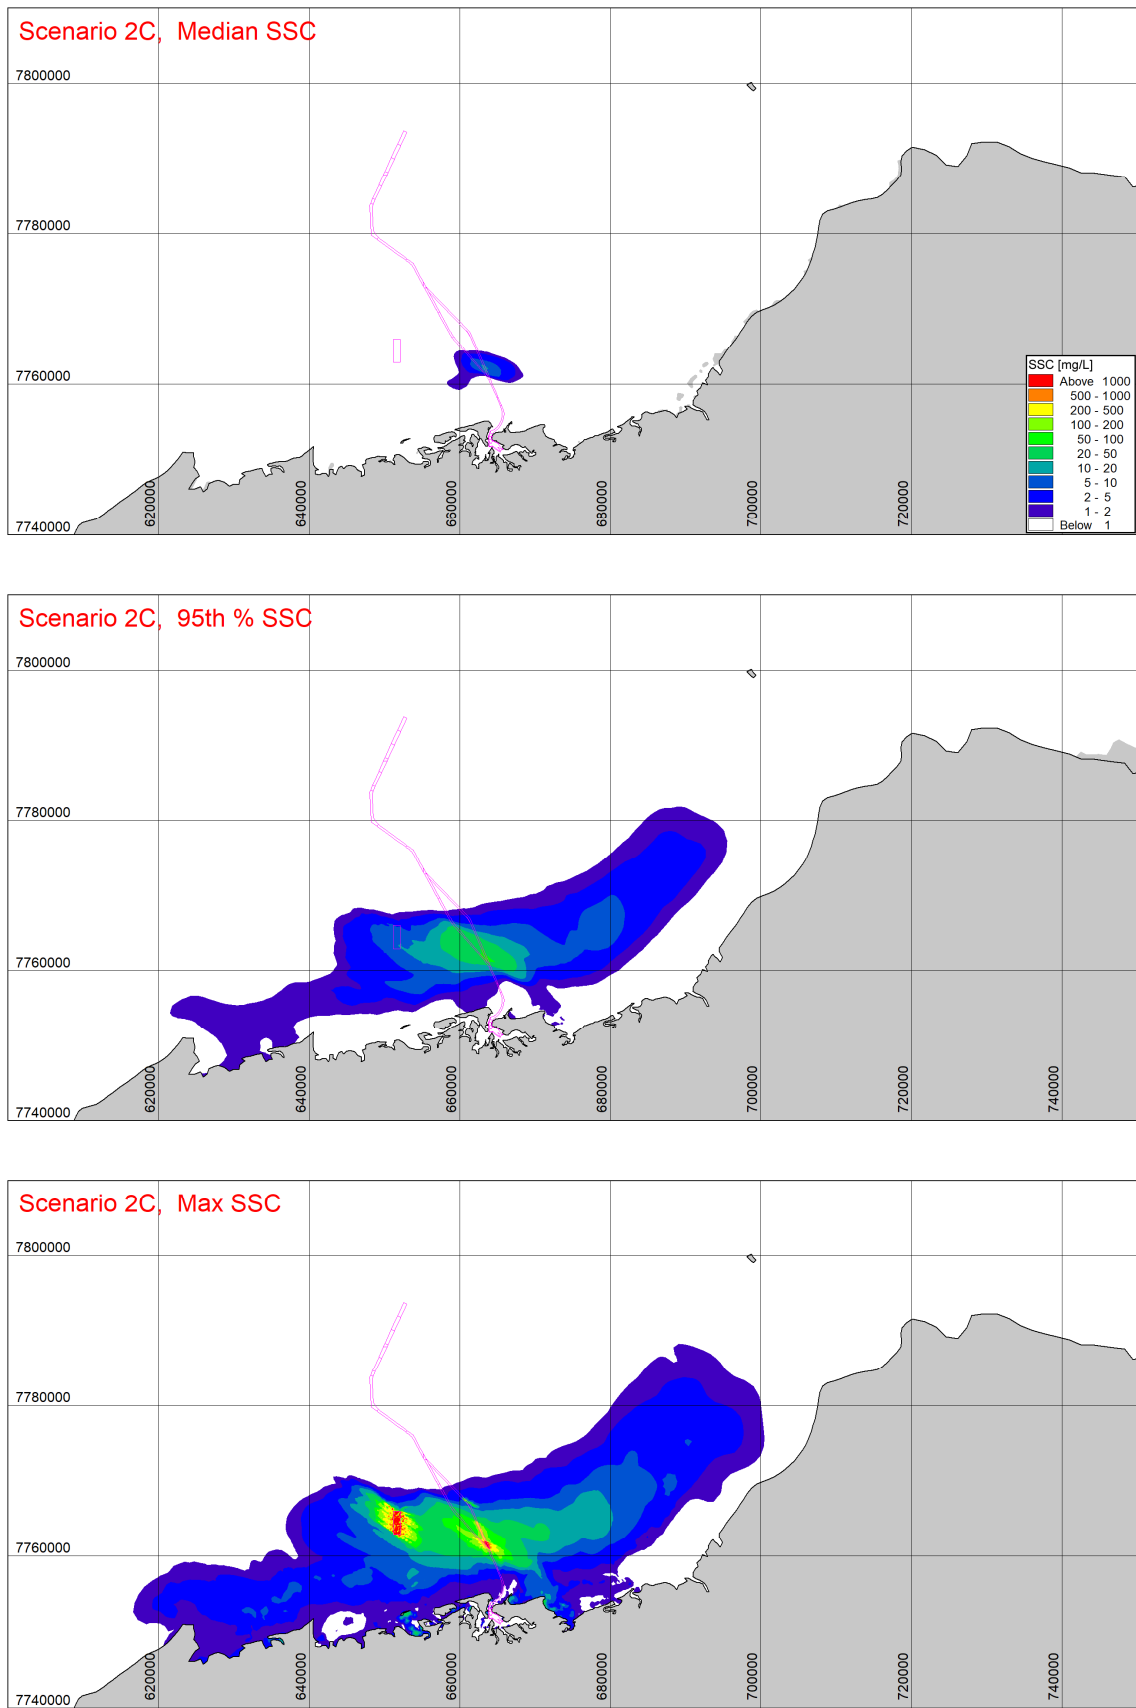 Scenario 2C,  Median SSC
7800000
7780000
7760000
7740000
620000
640000
660000
680000
700000
720000
SSC [mg/L]
Above 1000
500 - 1000
200 - 500
100 - 200
50 - 100
20 - 50
10 - 20
5 - 10
2 - 5
1 - 2
Below 1
Scenario 2C,  95th % SSC
7800000
7780000
7760000
7740000
620000
640000
660000
680000
700000
720000
740000
Scenario 2C,  Max SSC
7800000
7780000
7760000
7740000
620000
640000
660000
680000
700000
720000
740000